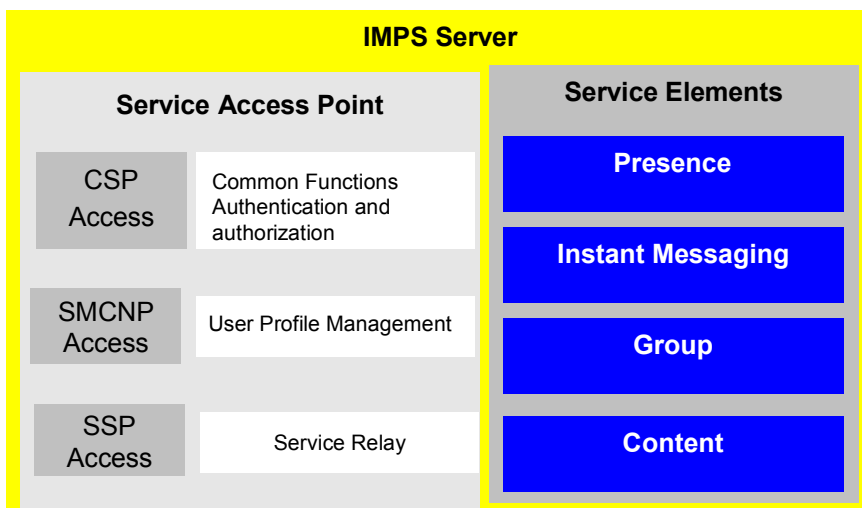 IMPS Server
Service Access Point
CSP
Access
Common Functions
Authentication and
authorization
SMCNP
Access
User Profile Management
SSP
Access
Service Relay
Service Elements
Presence
Instant Messaging
Group
Content